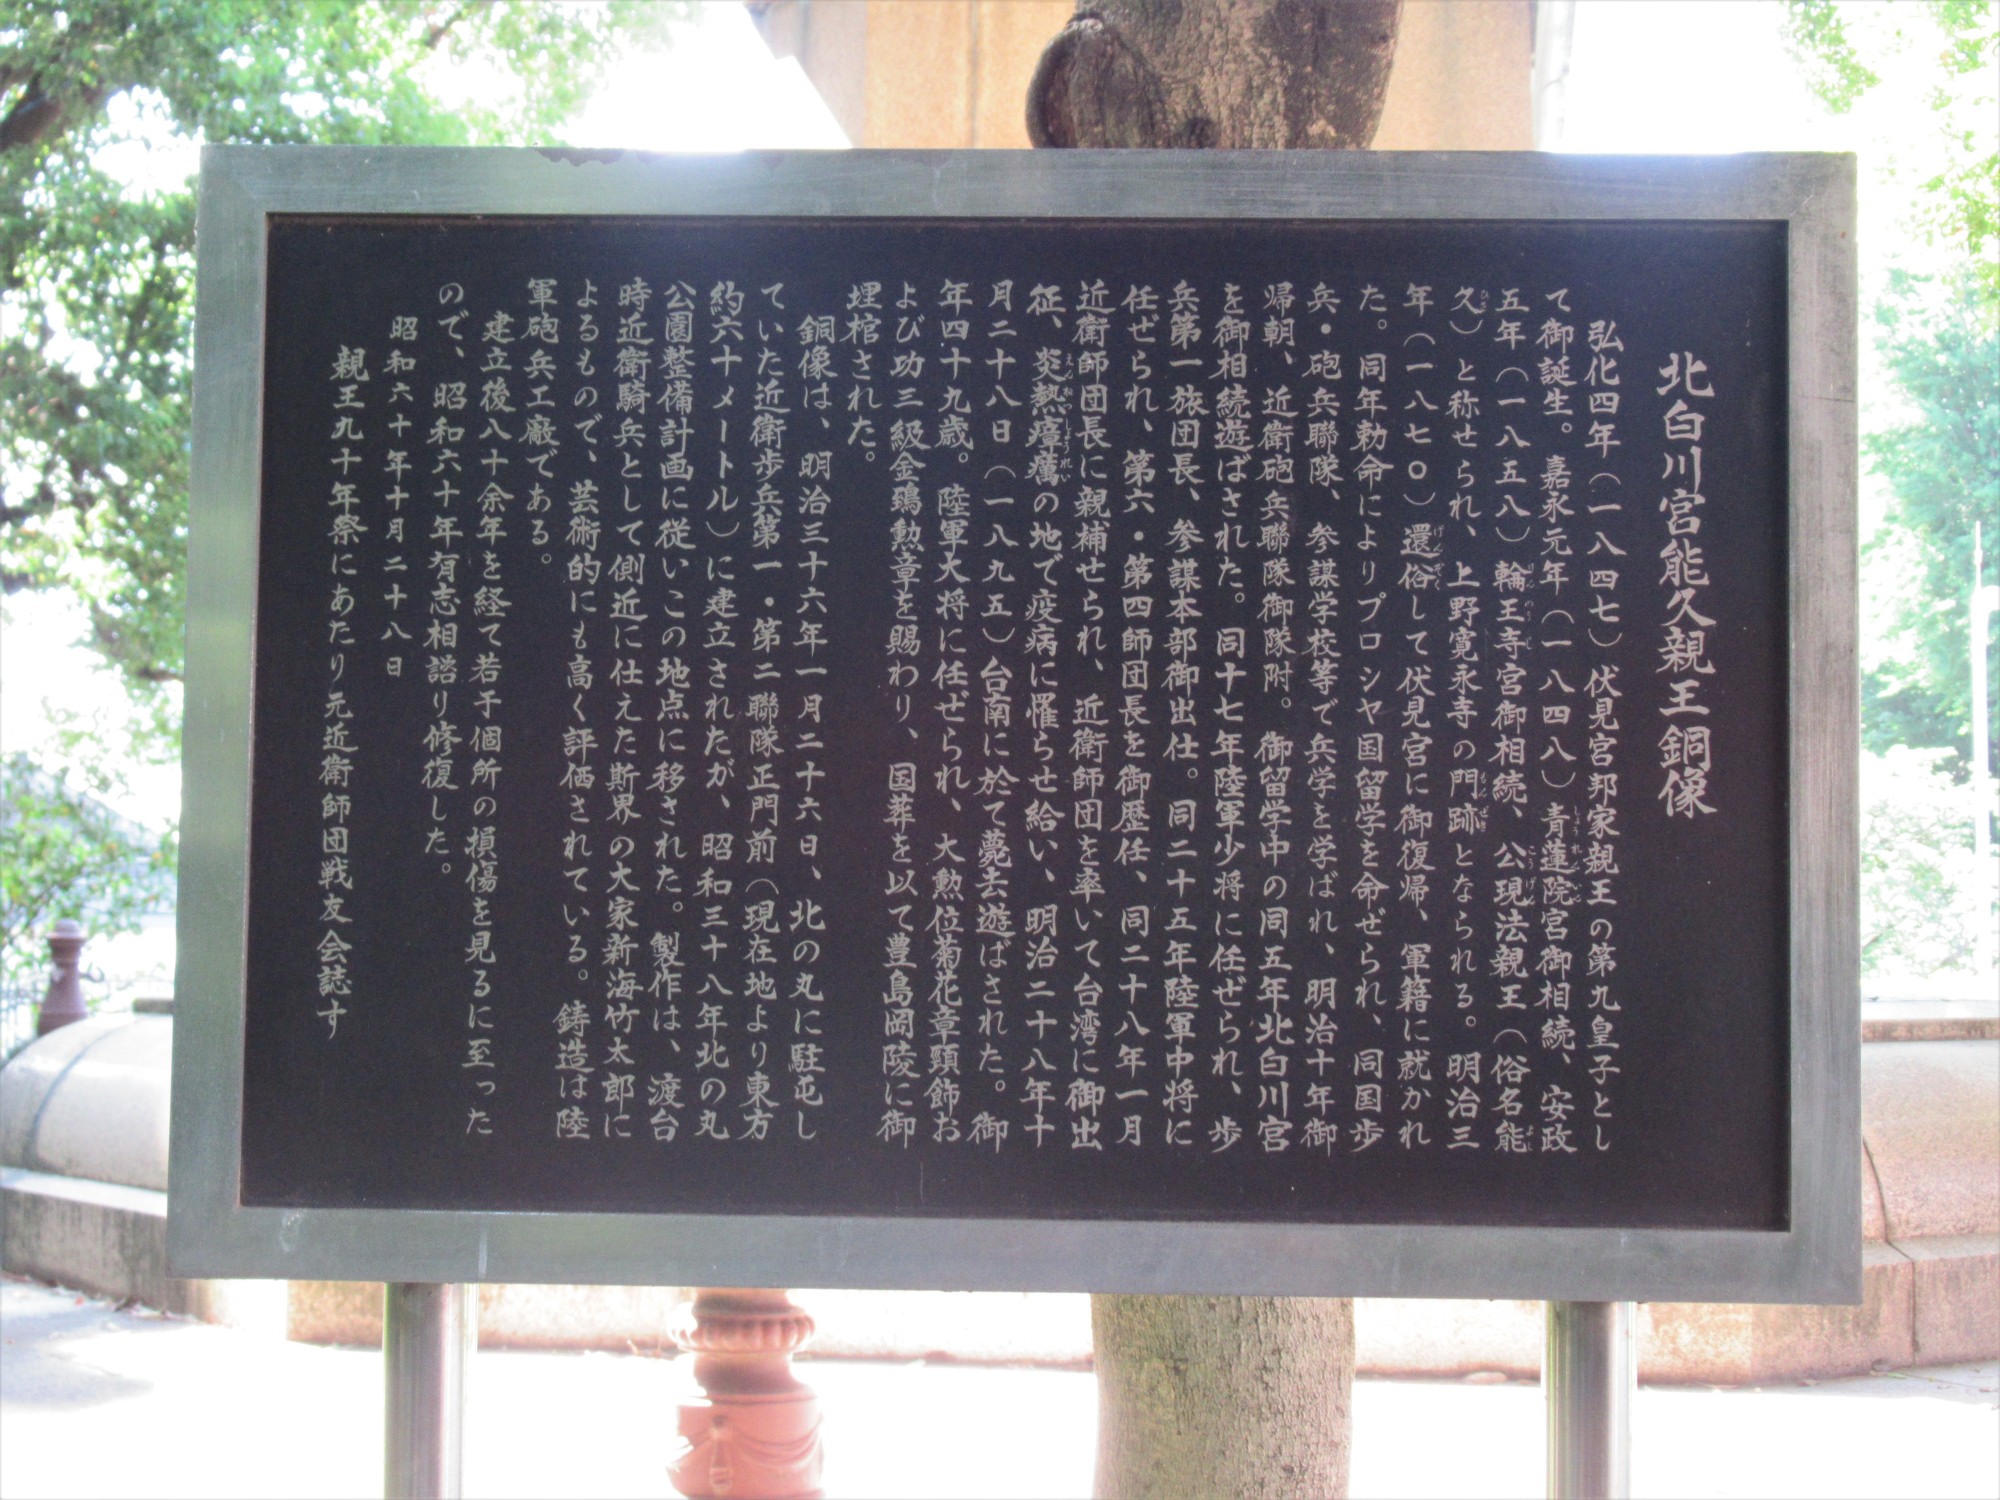 北白川宮能久親王銅像
弘化四年（一八四七）伏見宮邦家親王の第九皇子とし
て御誕生。嘉永元年（一八四八）青蓮院宮御相続、安政
五年（一八五八）輪王寺宮御相続、公現法親王（俗名能
久）と称せられ、上野寛永寺の門跡となられる。明治三
年（一八七〇）還俗して伏見宮に御復帰、軍籍に就かれ
た。同年勅命によりプロシヤ国留学を命ぜられ、同国歩
兵・砲兵聯隊、参謀学校等で兵学を学ばれ、明治十年御
帰朝、近衛砲兵聯隊御隊附。御留学中の同五年北白川宮
を御相続遊ばされた。同十七年陸軍少将に任ぜられ、歩
兵第一旅団長、参謀本部御出仕。同二十五年陸軍中将に
任ぜられ、第六・第四師団長を御歴任、同二十八年一月
近衛師団長に親補せられ、近衛師団を率いて台湾に御出
征、炎熱瘴癘の地で疫病に罹らせ給い、明治二十八年十
月二十八日（一八九五）台南に於て薨去遊ばされた。御
年四十九歳。陸軍大将に任ぜられ、大勲位菊花章頸飾お
よび功三級金鵄勲章を賜わり、国葬を以て豊島岡陵に御
埋棺された。
銅像は、明治三十六年一月二十六日、北の丸に駐屯し
ていた近衛歩兵第一・第二聯隊正門前（現在地より東方
約六十メートル）に建立されたが、昭和三十八年北の丸
公園整備計画に従いこの地点に移された。製作は、渡台
時近衛騎兵として側近に仕えた斯界の大家新海竹太郎に
よるもので、芸術的にも高く評価されている。鋳造は陸
軍砲兵工廠である。
建立後八十余年を経て若干個所の損傷を見るに至った
ので、昭和六十年有志相諮り修復した。
昭和六十年十月二十八日
親王九十年祭にあたり元近衛師団戦友会誌す